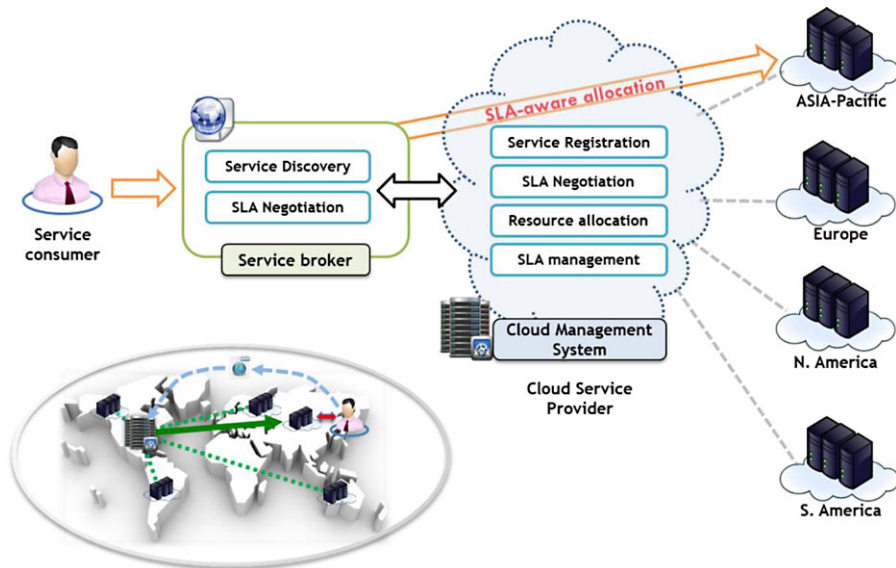 SLA-aware allocation
ASIA-Pacific
Service Discovery
SLA Negotiation
Service broker
Service
consumer
Service Registration
SLA Negotiation
Resource allocation
SLA management
Cloud Management
System
Cloud Service
Provider
Europe
N. America
S. America